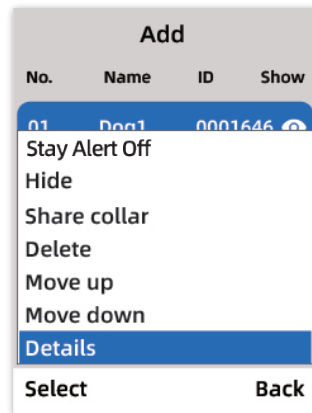 Add
No. Name ID Show
01 Dog1 0001646
Stay Alert Off
Hide
Share collar
Delete
Move up
Move down
Details
Select Back